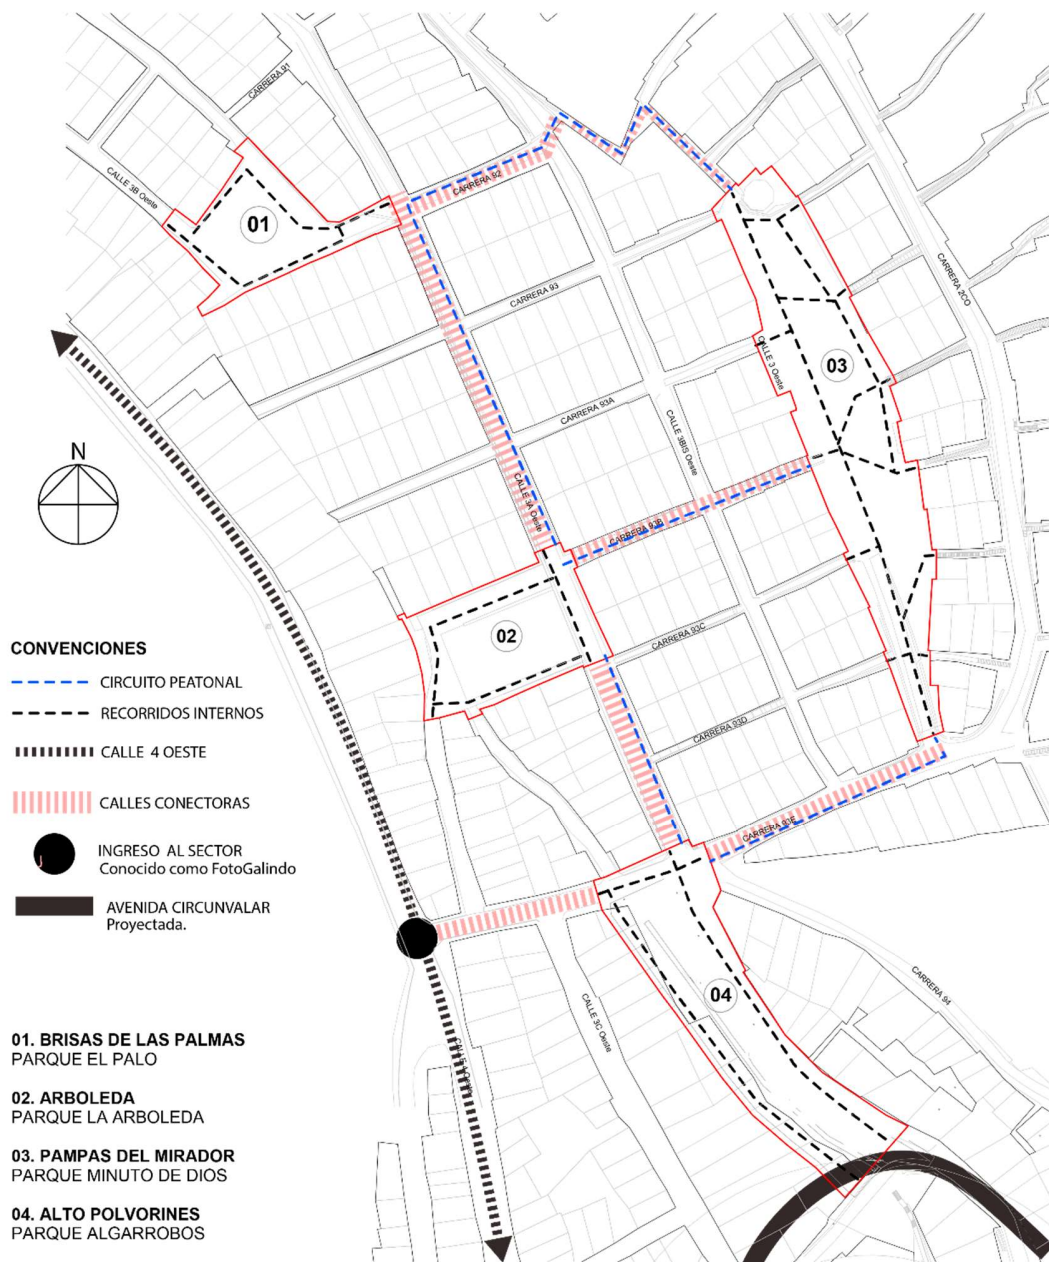 CARRERA 91
CALLE 3B Oeste
01
CARRERA 92
CARRERA 2CO
CARRERA 93
CALLE 3 Oeste
03
CARRERA 93A
CALLE 3BIS Oeste
N
CALLE 3A Oeste
CARRERA 93B
02
CARRERA 93C
CONVENCIONES
CIRCUITO PEATONAL
RECORRIDOS INTERNOS
CARRERA 93D
CALLE 4 OESTE
CALLES CONECTORAS
CARRERA 93E
INGRESO AL SECTOR
Conocido como FotoGalindo
AVENIDA CIRCUNVALAR
Proyectada.
CARRERA 94
04
CALLE 3C Oeste
01. BRISAS DE LAS PALMAS
PARQUE EL PALO
02. ARBOLEDA
PARQUE LA ARBOLEDA
03. PAMPAS DEL MIRADOR
PARQUE MINUTO DE DIOS
04. ALTO POLVORINES
PARQUE ALGARROBOS